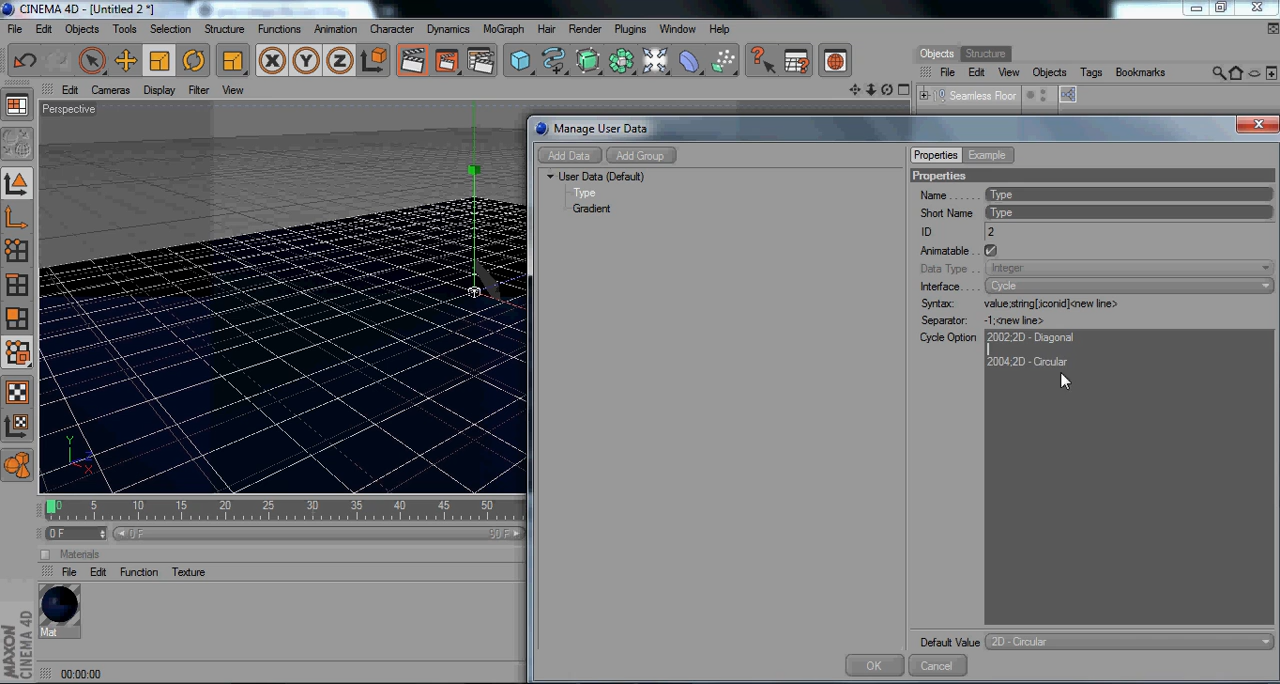 CINEMA 4D - [Untitled 2 *]
File Edit Objects Tools Selection Structure Functions Animation Character Dynamics MoGraph Hair Render Plugins Window Help
Objects Structure
File Edit View Objects Tags Bookmarks
Seamless Floor
Edit Cameras Display Filter View
Perspective
Manage User Data
Add Data Add Group
User Data (Default)
Type
Gradient
Properties Example
Properties
Name Type
Short Name Type
ID 2
Animatable
Data Type Integer
Interface Cycle
Syntax: value;string[;iconid]<new line>
Separator: -1;<new line>
Cycle Option 2002;2D - Diagonal
2004;2D - Circular
Default Value 2D - Circular
OK Cancel
Y
Z
X
0 5 10 15 20 25 30 35 40 45 50
0 F 0 F 90 F
Materials
File Edit Function Texture
Mat
MAXON
CINEMA 4D
00:00:00